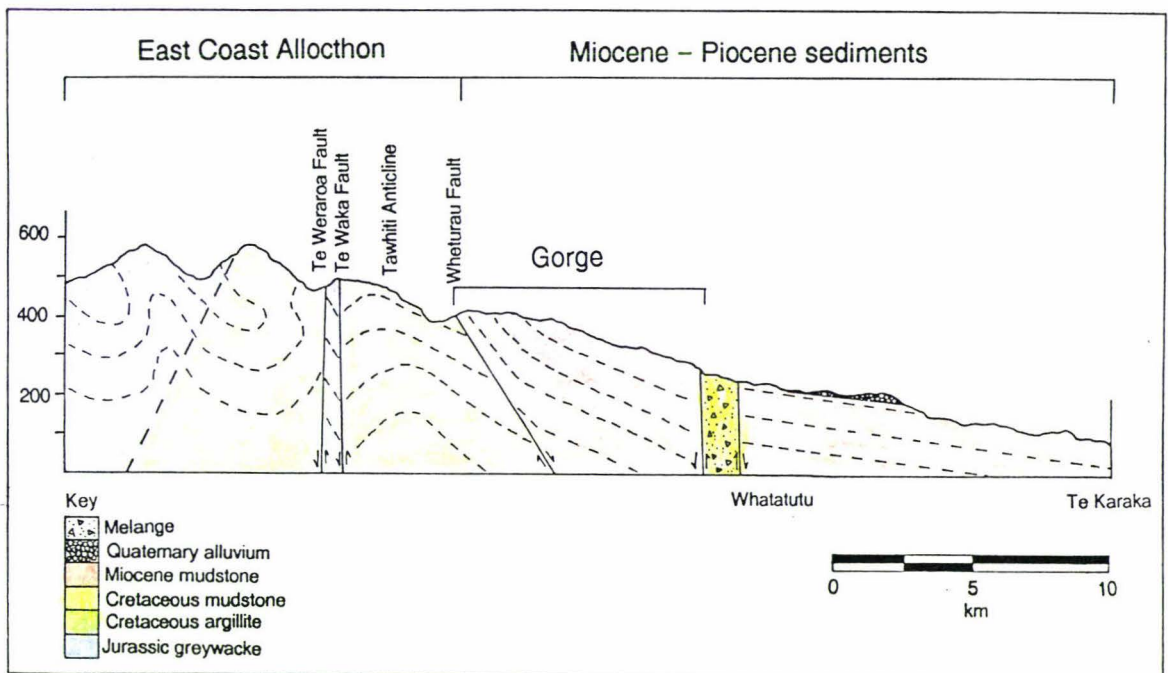 East Coast Allocthon
Miocene – Piocene sediments
Te Weraroa Fault
Te Waka Fault
Tawhiti Anticline
Wheturau Fault
Gorge
600
400
200
Whatatutu
Te Karaka
Key
Melange
Quaternary alluvium
Miocene mudstone
Cretaceous mudstone
Cretaceous argillite
Jurassic greywacke
0 5 10
km